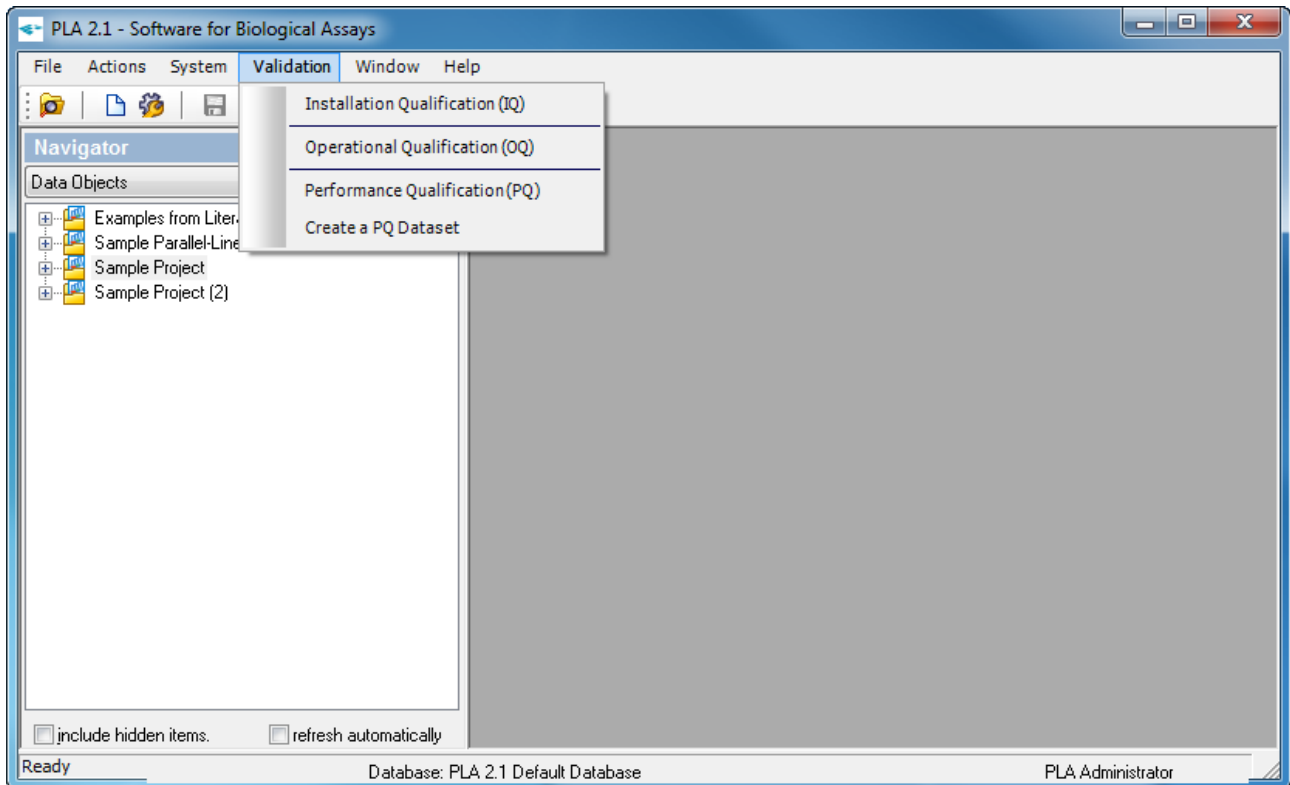 PLA 2.1 - Software for Biological Assays
File Actions System Validation Window Help
Installation Qualification (IQ)
Operational Qualification (OQ)
Performance Qualification (PQ)
Create a PQ Dataset
Navigator
Data Objects
Examples from
Sample Parallel-Line
Sample Project
Sample Project (2)
include hidden items. refresh automatically
Ready Database: PLA 2.1 Default Database PLA Administrator